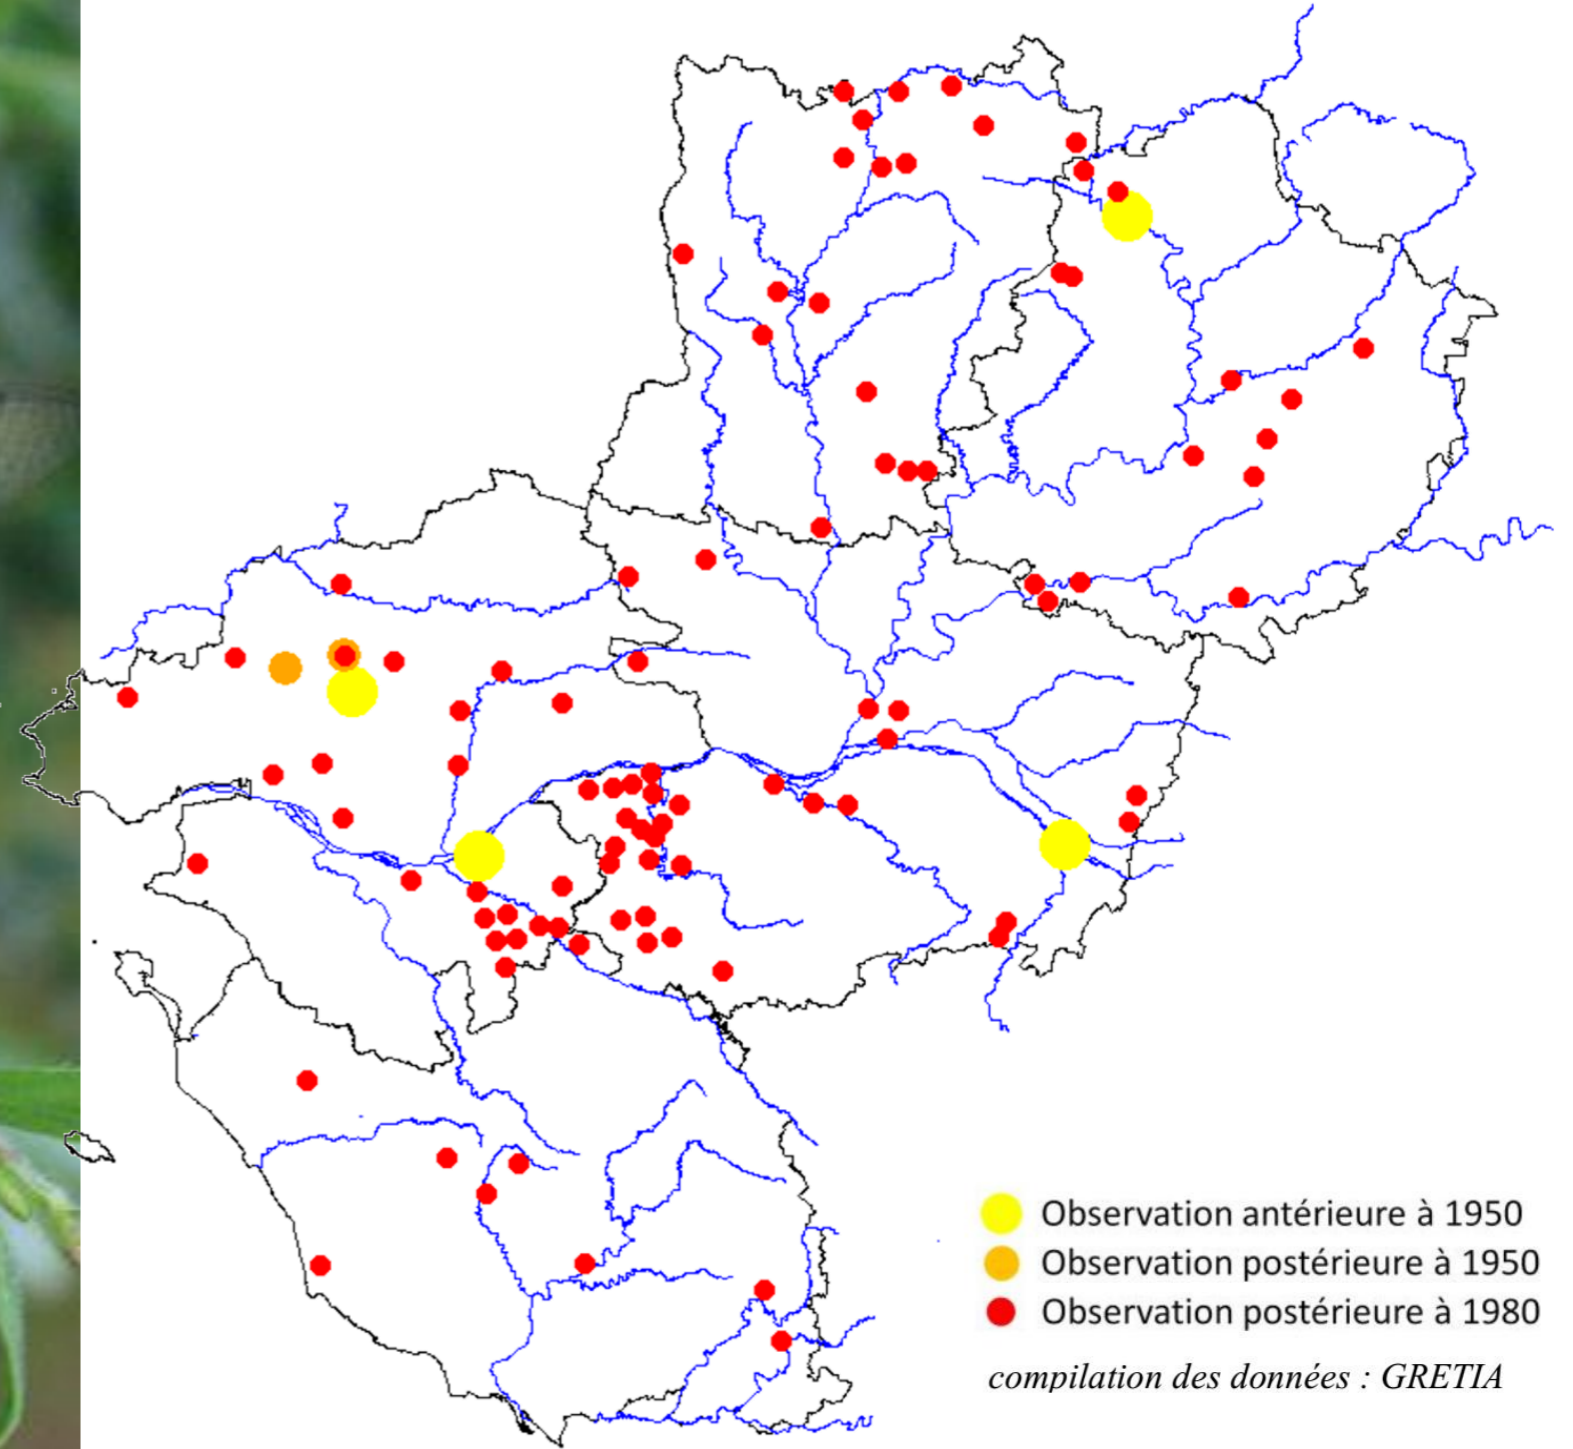 Observation antérieure à 1950
Observation postérieure à 1950
Observation postérieure à 1980
compilation des données : GRETIA